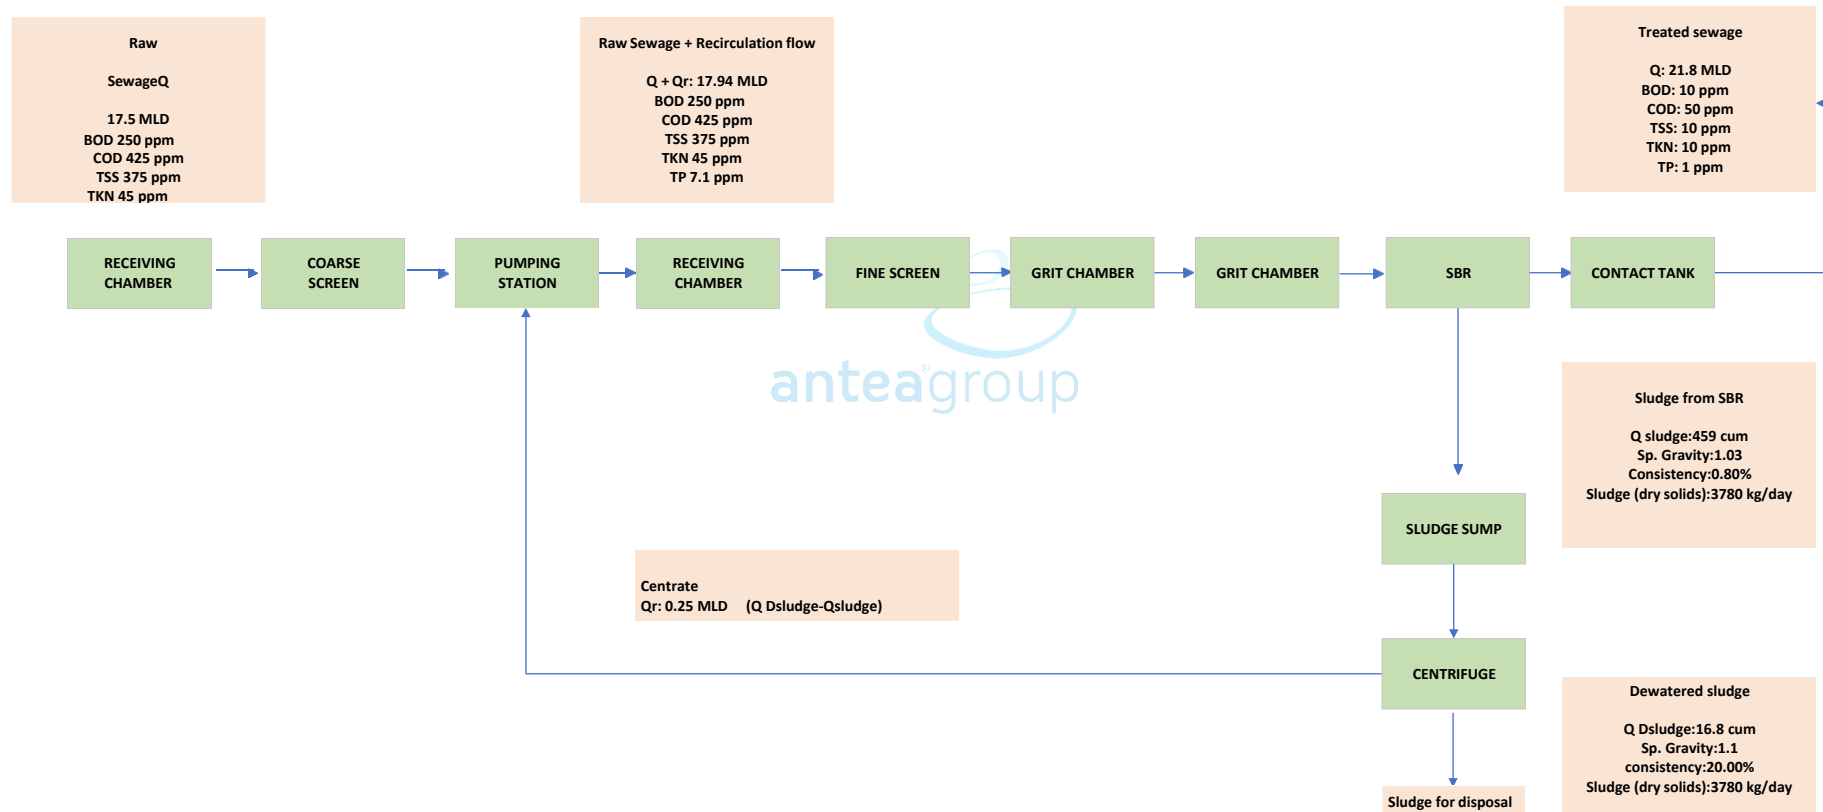 Raw
SewageQ
17.5 MLD
BOD 250 ppm
COD 425 ppm
TSS 375 ppm
TKN 45 ppm
Raw Sewage + Recirculation flow
Q + Qr: 17.94 MLD
BOD 250 ppm
COD 425 ppm
TSS 375 ppm
TKN 45 ppm
TP 7.1 ppm
Treated sewage
Q: 21.8 MLD
BOD: 10 ppm
COD: 50 ppm
TSS: 10 ppm
TKN: 10 ppm
TP: 1 ppm
RECEIVING
CHAMBER
COARSE
SCREEN
PUMPING
STATION
RECEIVING
CHAMBER
FINE SCREEN
GRIT CHAMBER
GRIT CHAMBER
SBR
CONTACT TANK
anteagroup
Sludge from SBR
Q sludge:459 cum
Sp. Gravity:1.03
Consistency:0.80%
Sludge (dry solids):3780 kg/day
SLUDGE SUMP
Centrate
Qr: 0.25 MLD (Q Dsludge-Qsludge)
CENTRIFUGE
Dewatered sludge
Q Dsludge:16.8 cum
Sp. Gravity:1.1
consistency:20.00%
Sludge (dry solids):3780 kg/day
Sludge for disposal